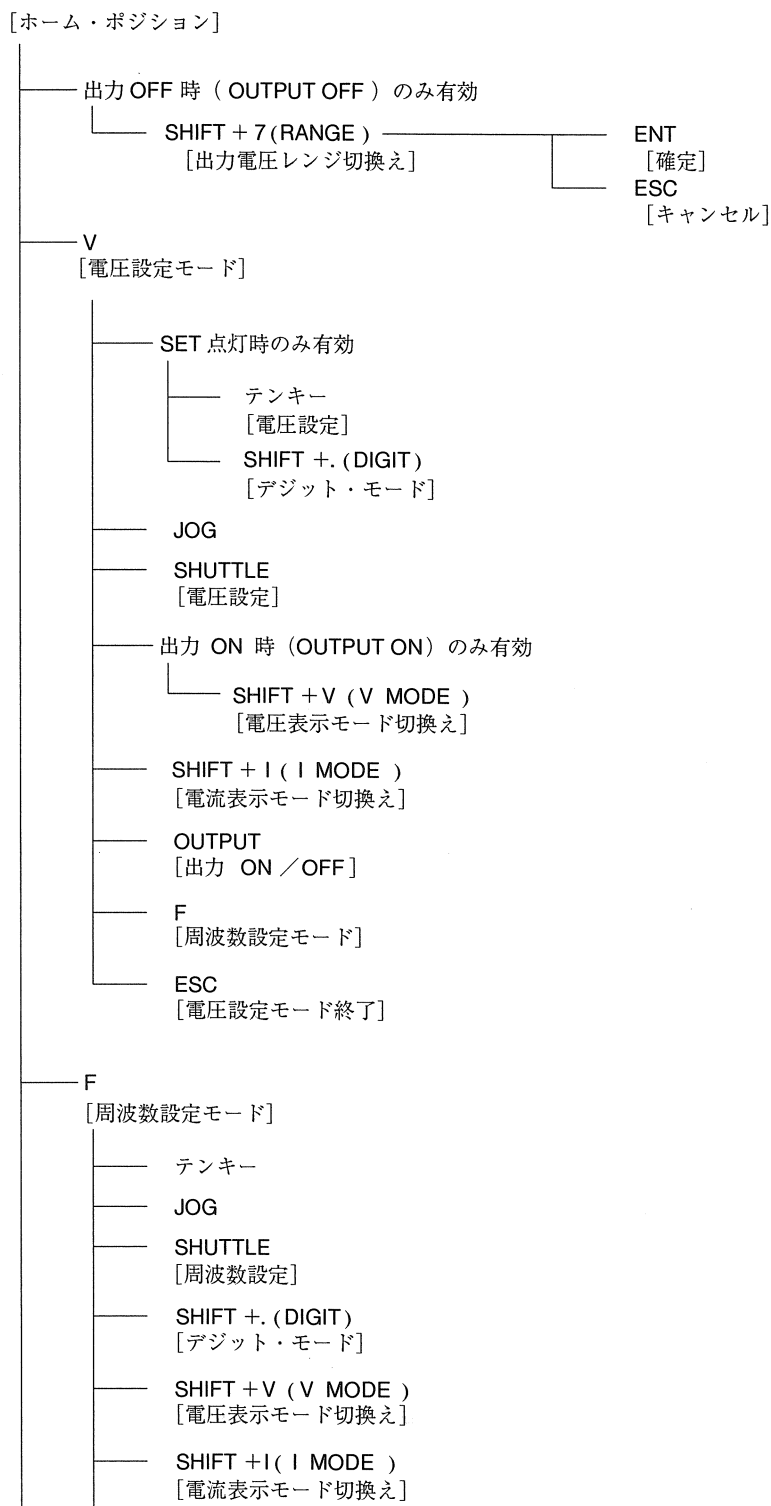 ［ホーム・ポジション］
出力 OFF 時（ OUTPUT OFF ）のみ有効
SHIFT + 7 (RANGE ) ENT
［出力電圧レンジ切換え］ ［確定］
ESC
［キャンセル］
V
［電圧設定モード］
SET 点灯時のみ有効
テンキー
［電圧設定］
SHIFT +. (DIGIT)
［デジット・モード］
JOG
SHUTTLE
［電圧設定］
出力 ON 時（OUTPUT ON）のみ有効
SHIFT +V ( V MODE )
［電圧表示モード切換え］
SHIFT + I ( I MODE )
［電流表示モード切換え］
OUTPUT
［出力 ON ／OFF］
F
［周波数設定モード］
ESC
［電圧設定モード終了］
F
［周波数設定モード］
テンキー
JOG
SHUTTLE
［周波数設定］
SHIFT +. (DIGIT)
［デジット・モード］
SHIFT +V ( V MODE )
［電圧表示モード切換え］
SHIFT +I ( I MODE )
［電流表示モード切換え］